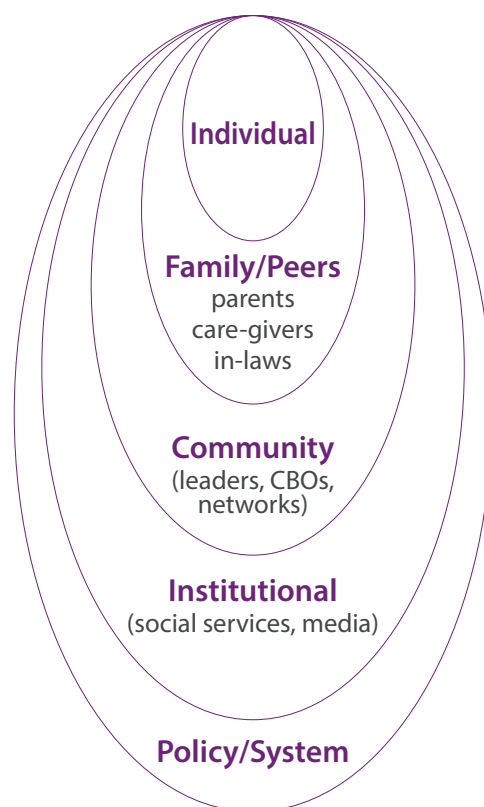 Individual
Family/Peers
parents
care-givers
in-laws
Community
(leaders, CBOs,
networks)
Institutional
(social services, media)
Policy/System